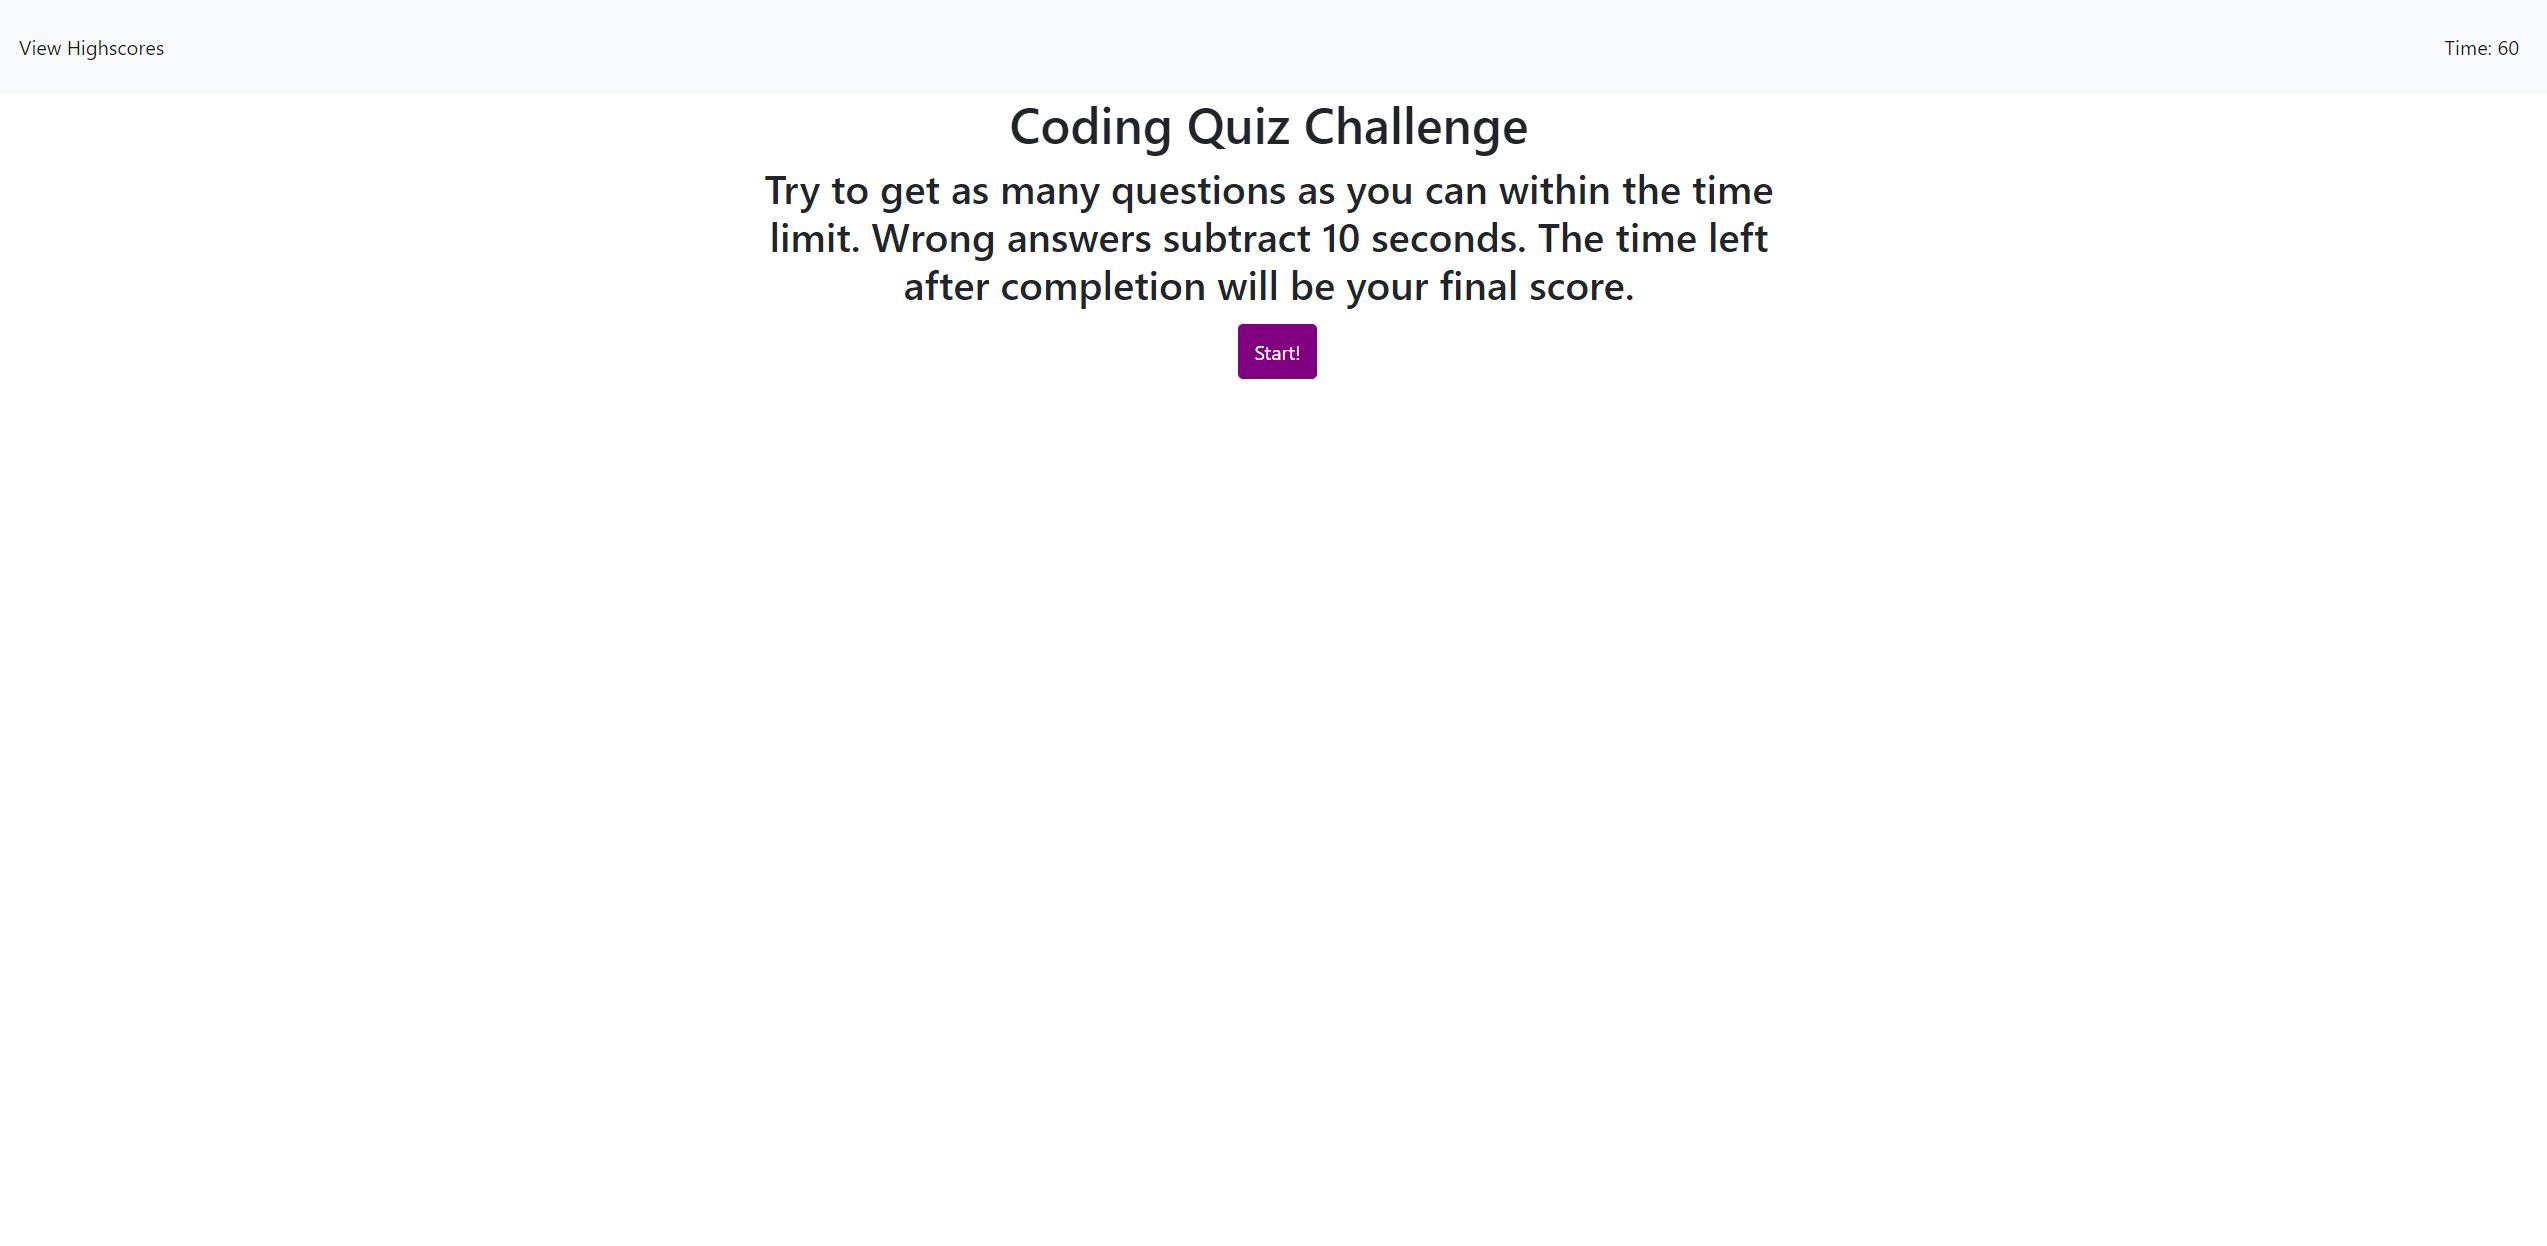 View Highscores
Time: 60
Coding Quiz Challenge
Try to get as many questions as you can within the time
limit. Wrong answers subtract 10 seconds. The time left
after completion will be your final score.
Start!